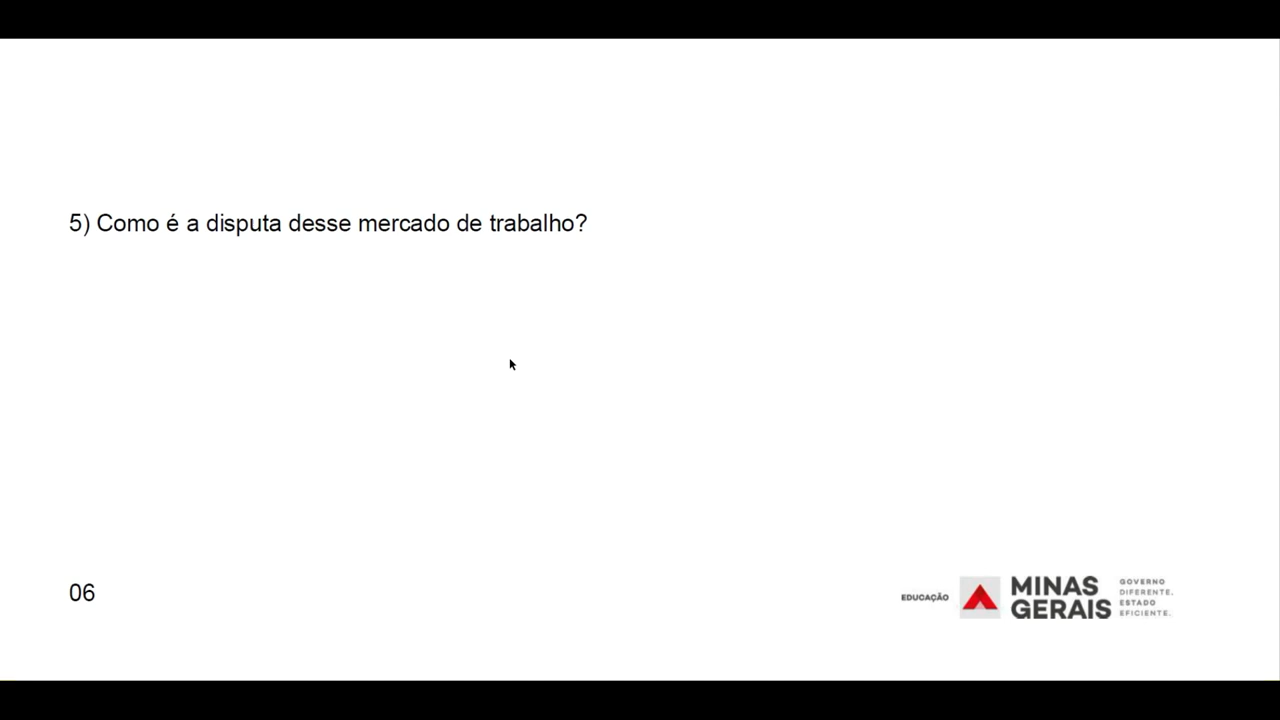 5) Como é a disputa desse mercado de trabalho?
06
EDUCAÇÃO
MINAS
GERAIS
GOVERNO
DIFERENTE.
ESTADO
EFICIENTE.